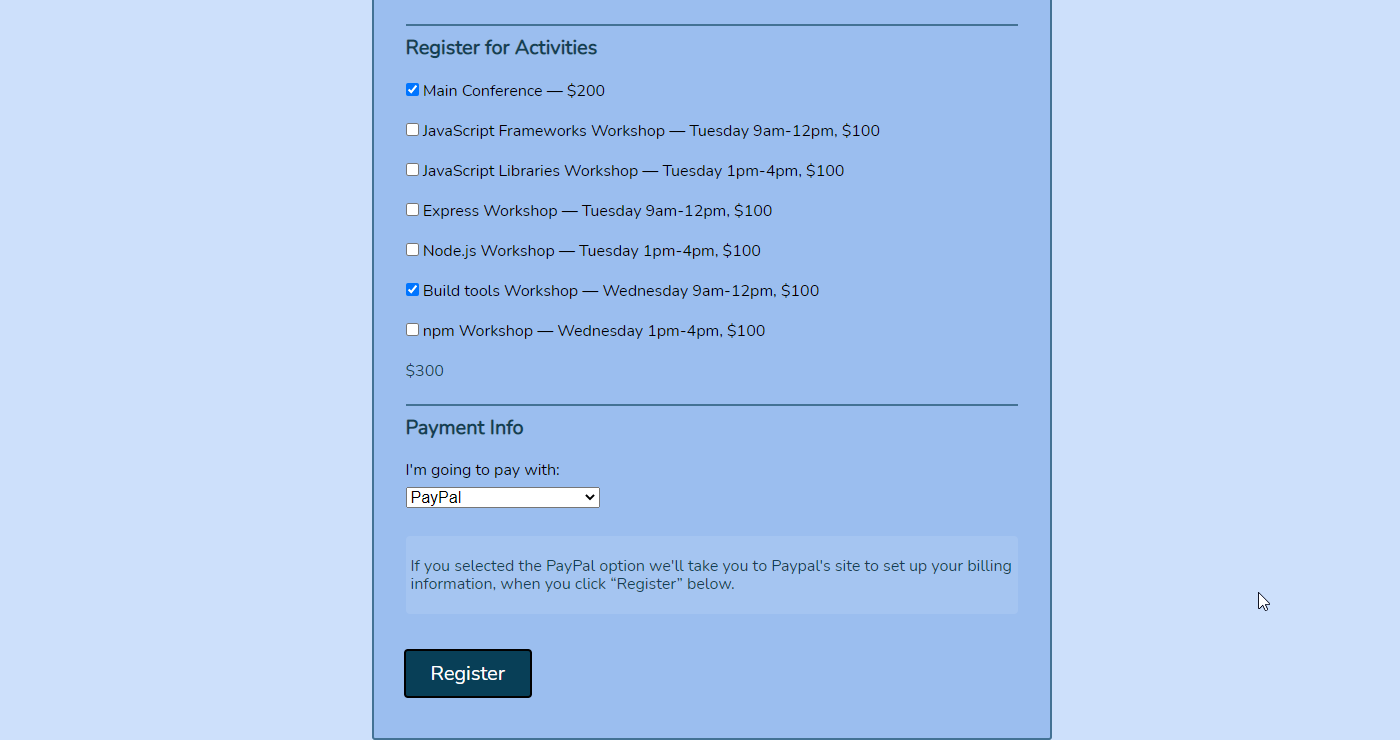 Register for Activities
Main Conference — $200
JavaScript Frameworks Workshop — Tuesday 9am-12pm, $100
JavaScript Libraries Workshop — Tuesday 1pm-4pm, $100
Express Workshop — Tuesday 9am-12pm, $100
Node.js Workshop — Tuesday 1pm-4pm, $100
Build tools Workshop — Wednesday 9am-12pm, $100
npm Workshop — Wednesday 1pm-4pm, $100
$300
Payment Info
I'm going to pay with:
PayPal
If you selected the PayPal option we'll take you to Paypal's site to set up your billing
information, when you click “Register” below.
Register